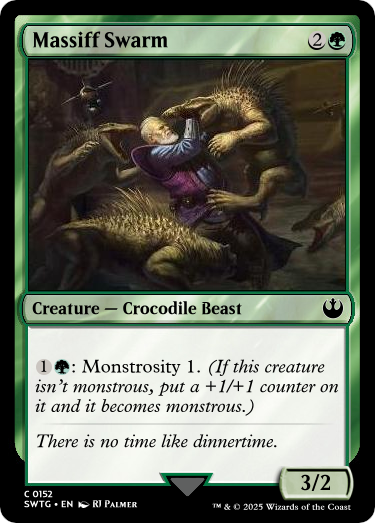 Massiff Swarm 2
Creature — Crocodile Beast
1 : Monstrosity 1. (If this creature
isn't monstrous, put a +1/+1 counter on
it and it becomes monstrous.)
There is no time like dinnertime.
3/2
C 0152
SWTG • EN RJ PALMER
™ & © 2025 Wizards of the Coast